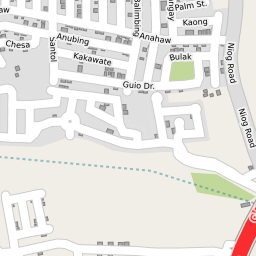 Palm St.
Kaong
Anahaw
Anubing
Chesa
Santol
Kakawate
Bulak
Niog Road
Guio Dr.
Niog Road